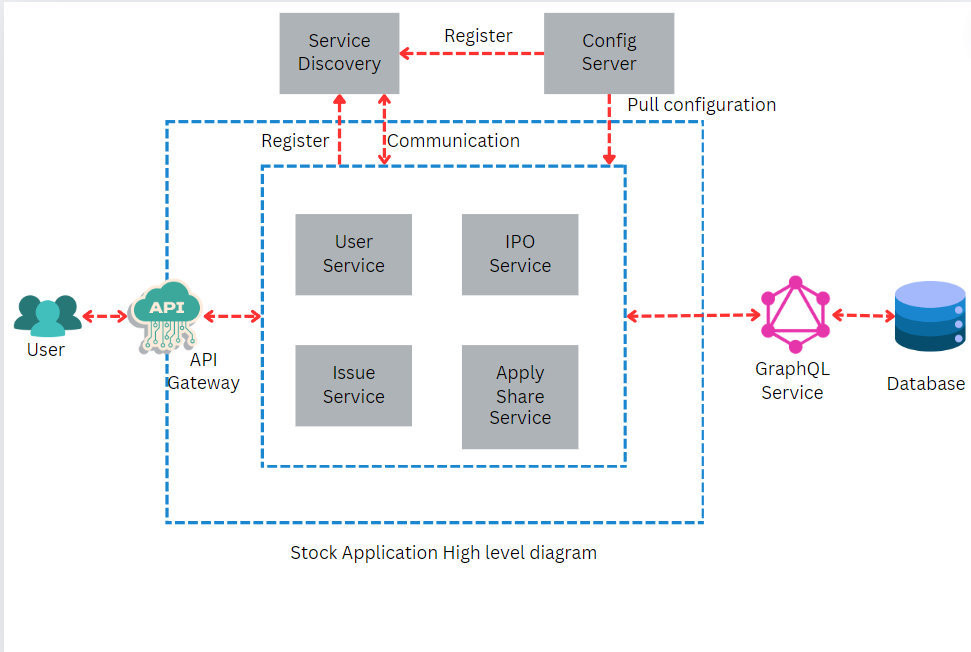 Service
Discovery
Register
Config
Server
Pull configuration
Register
Communication
User
Service
IPO
Service
API
User
API
Gateway
Issue
Service
Apply
Share
Service
GraphQL
Service
Database
Stock Application High level diagram